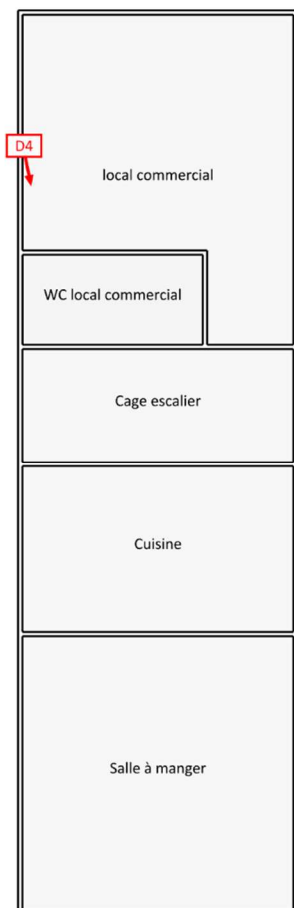 D4
local commercial
WC local commercial
Cage escalier
Cuisine
Salle à manger